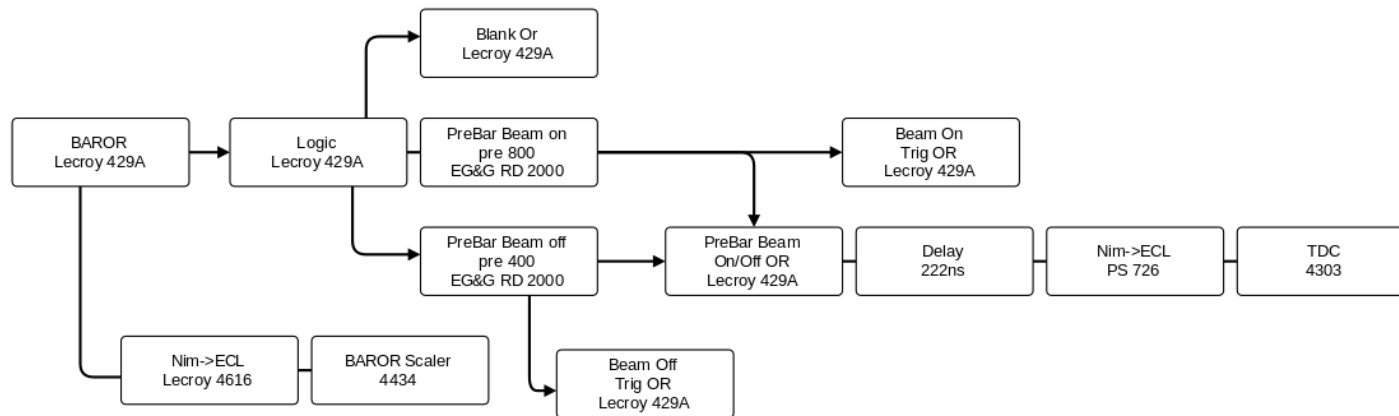 Blank Or
Lecroy 429A
BAROR
Lecroy 429A
Logic
Lecroy 429A
PreBar Beam on
pre 800
EG&G RD 2000
Beam On
Trig OR
Lecroy 429A
PreBar Beam off
pre 400
EG&G RD 2000
PreBar Beam
On/Off OR
Lecroy 429A
Delay
222ns
Nim->ECL
PS 726
TDC
4303
Nim->ECL
Lecroy 4616
BAROR Scaler
4434
Beam Off
Trig OR
Lecroy 429A